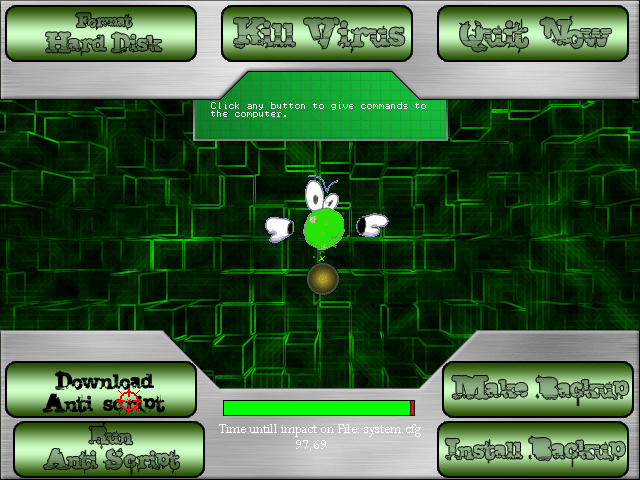 Format
Hard Disk
Kill Virus
Quit Now
Click any button to give commands to
the computer.
Download
Anti script
Make Backup
Time untill impact on File: system.cfg
97,69
Run
Anti Script
Install Backup